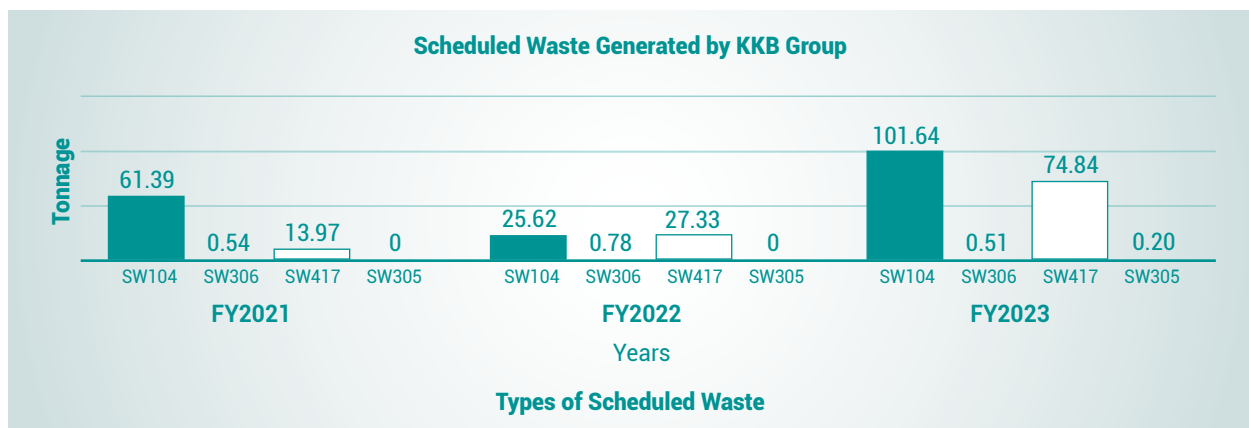 Scheduled Waste Generated by KKB Group
Tonnage
61.39
0.54
13.97
0
25.62
0.78
27.33
0
101.64
0.51
74.84
0.20
SW104 SW306 SW417 SW305
SW104 SW306 SW417 SW305
SW104 SW306 SW417 SW305
FY2021
FY2022
FY2023
Years
Types of Scheduled Waste